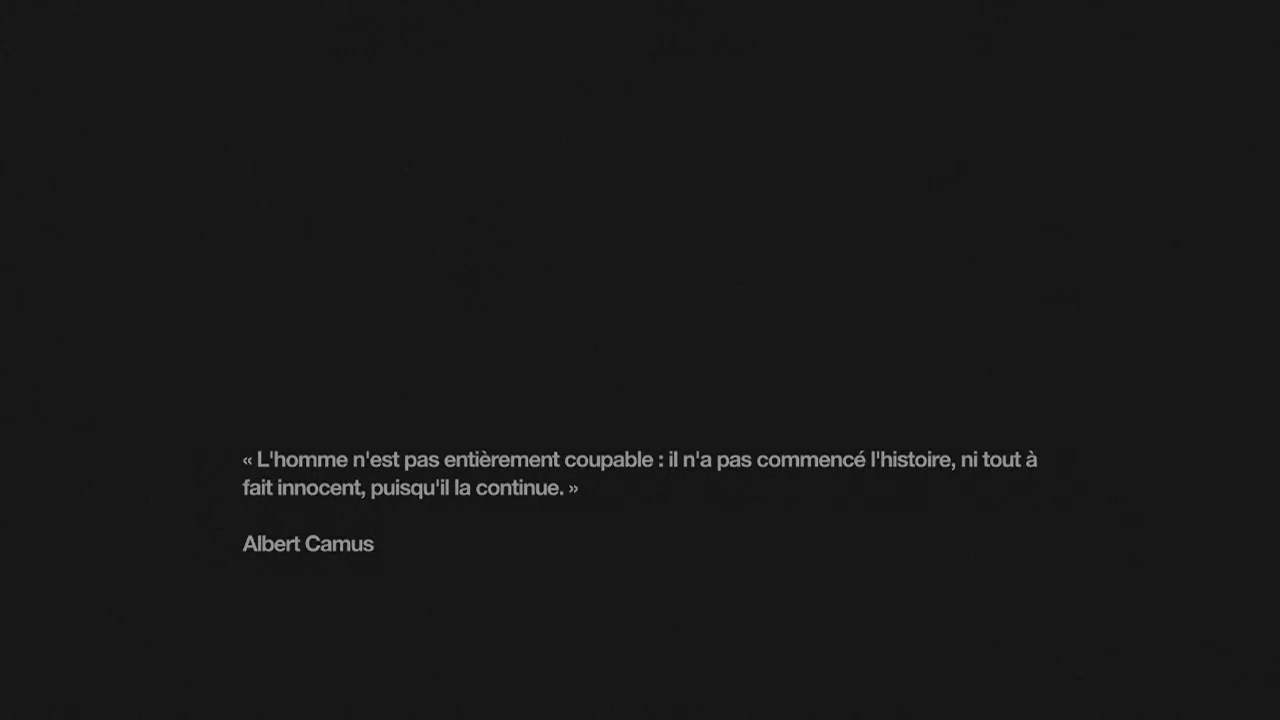 « L'homme n'est pas entièrement coupable : il n'a pas commencé l'histoire, ni tout à
fait innocent, puisqu'il la continue. »
Albert Camus